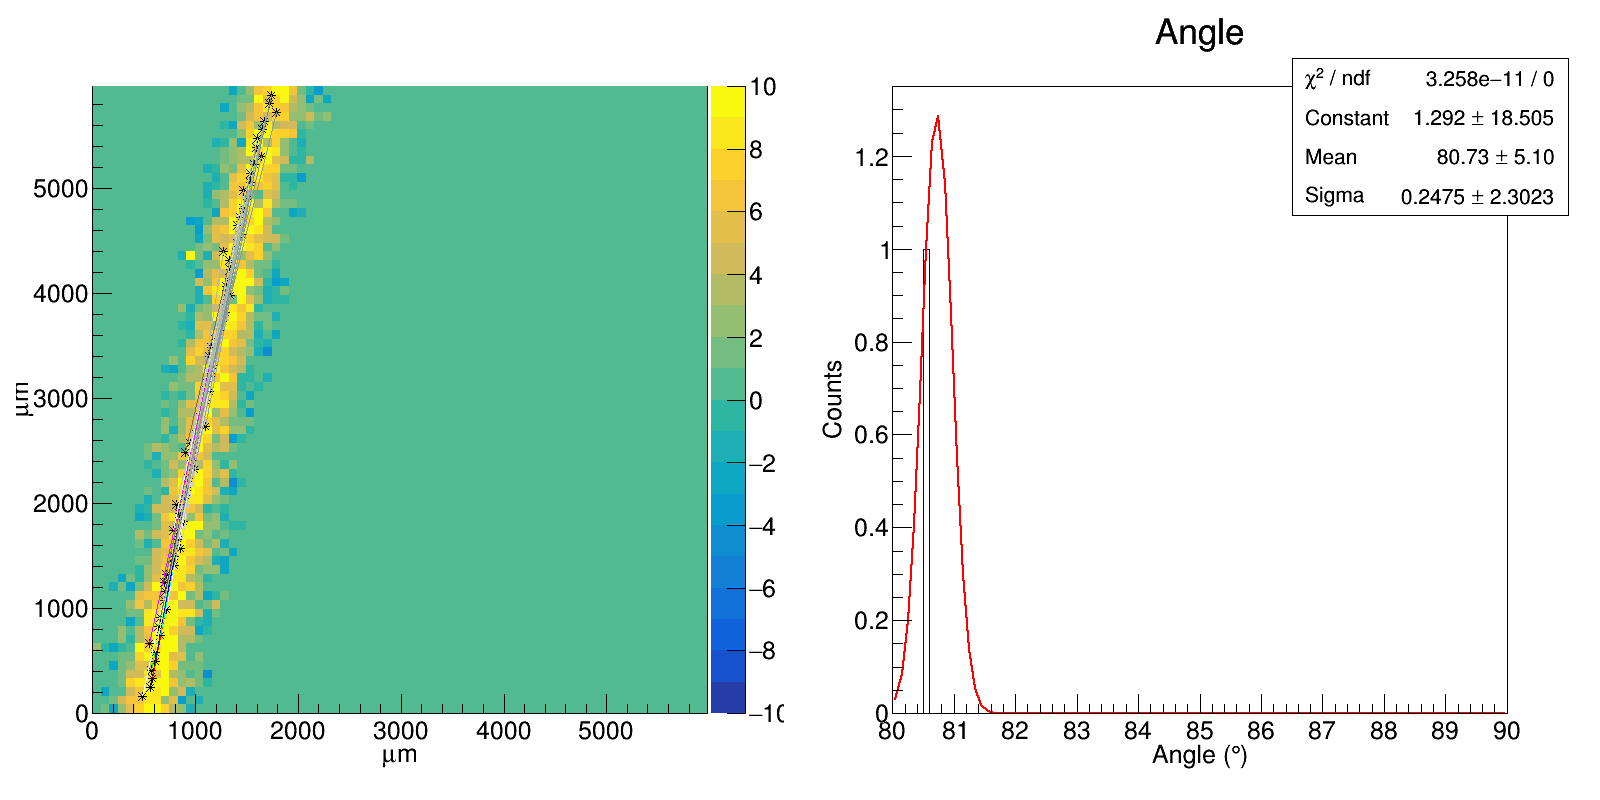 Angle
χ² / ndf 3.258e−11 / 0
Constant 1.292 ± 18.505
Mean 80.73 ± 5.10
Sigma 0.2475 ± 2.3023
μm
5000
4000
3000
2000
1000
0
0 1000 2000 3000 4000 5000
μm
10
8
6
4
2
0
−2
−4
−6
−8
−10
Counts
1.2
1
0.8
0.6
0.4
0.2
0
80 81 82 83 84 85 86 87 88 89 90
Angle (°)